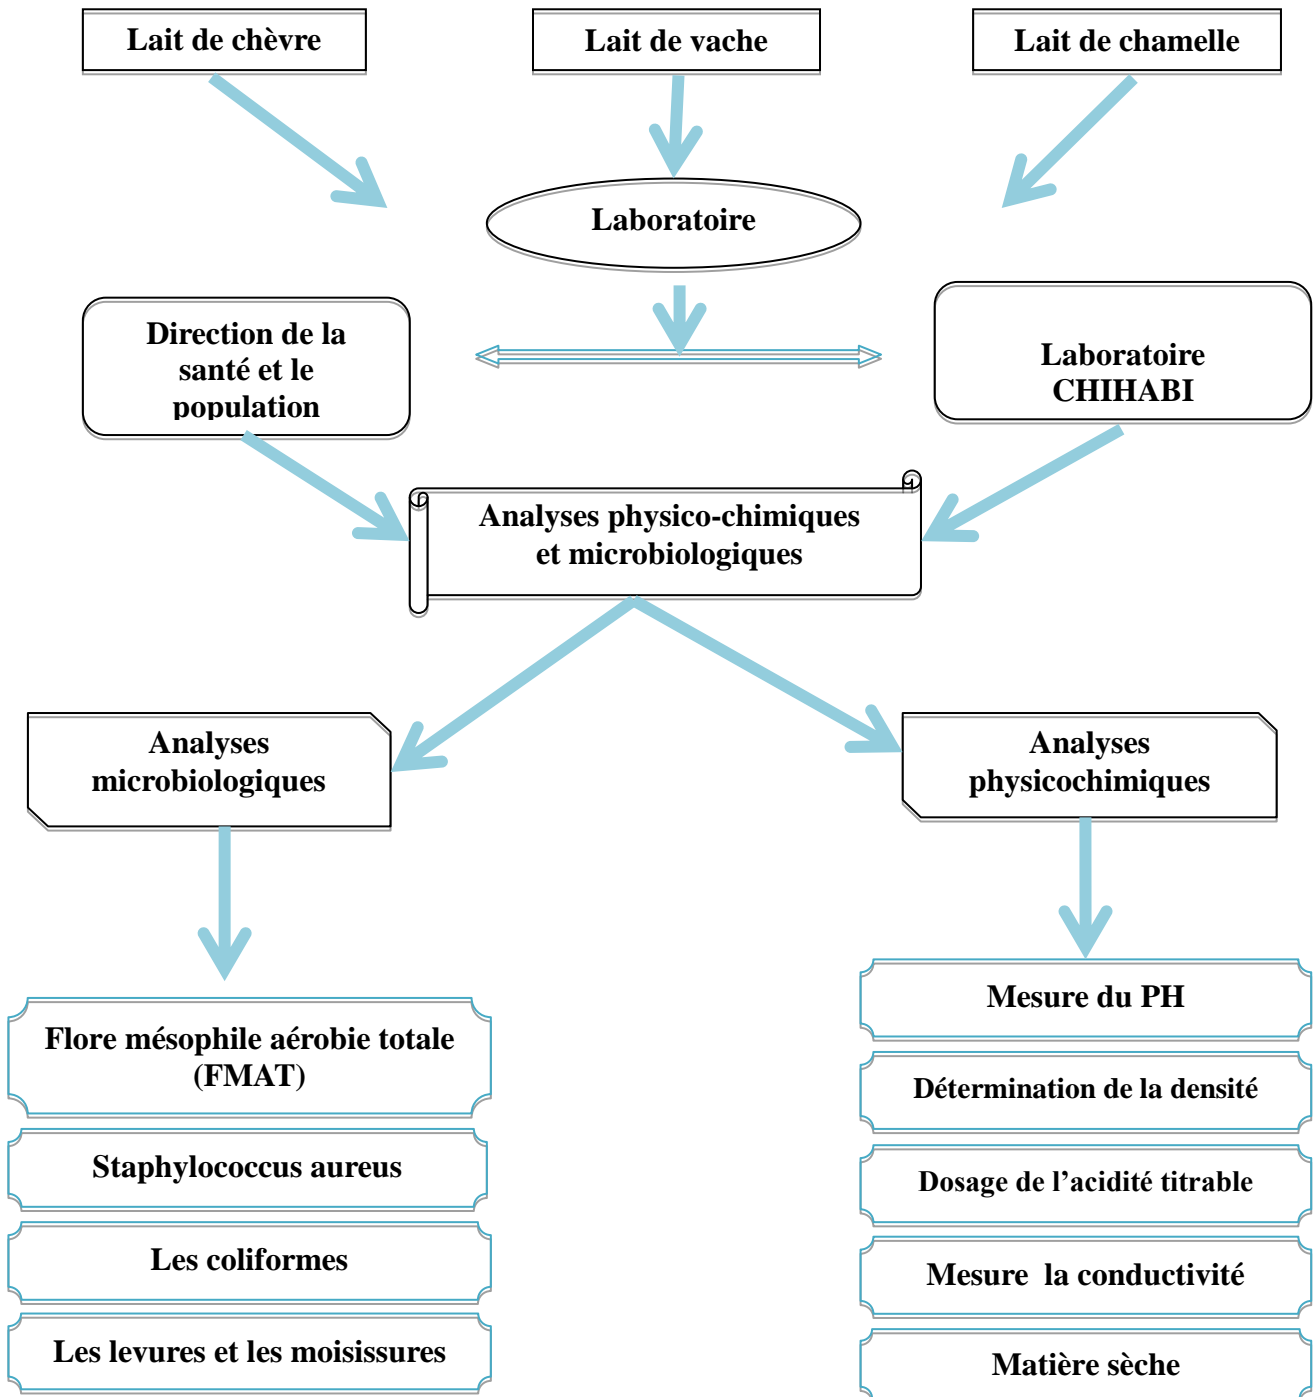 Lait de chèvre
Lait de vache
Lait de chamelle
Laboratoire
Direction de la
santé et le
population
Laboratoire
CHIHABI
Analyses physico-chimiques
et microbiologiques
Analyses
microbiologiques
Analyses
physicochimiques
Flore mésophile aérobie totale
(FMAT)
Staphylococcus aureus
Les coliformes
Les levures et les moisissures
Mesure du PH
Détermination de la densité
Dosage de l’acidité titrable
Mesure  la conductivité
Matière sèche